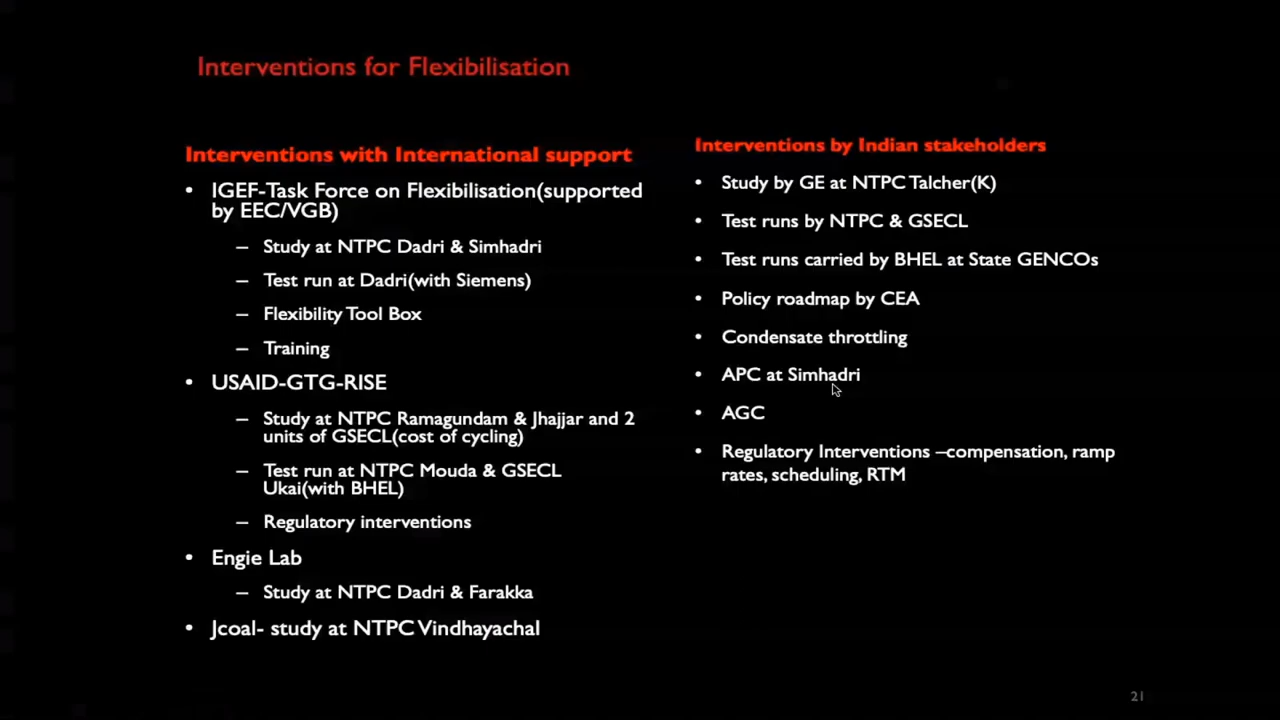 Interventions for Flexibilisation
Interventions with International support
• IGEF-Task Force on Flexibilisation(supported
by EEC/VGB)
– Study at NTPC Dadri & Simhadri
– Test run at Dadri(with Siemens)
– Flexibility Tool Box
– Training
• USAID-GTG-RISE
– Study at NTPC Ramagundam & Jhajjar and 2
units of GSECL(cost of cycling)
– Test run at NTPC Mouda & GSECL
Ukai(with BHEL)
– Regulatory interventions
• Engie Lab
– Study at NTPC Dadri & Farakka
• Jcoal- study at NTPC Vindhayachal
Interventions by Indian stakeholders
• Study by GE at NTPC Talcher(K)
• Test runs by NTPC & GSECL
• Test runs carried by BHEL at State GENCOs
• Policy roadmap by CEA
• Condensate throttling
• APC at Simhadri
• AGC
• Regulatory Interventions –compensation, ramp
rates, scheduling, RTM
21